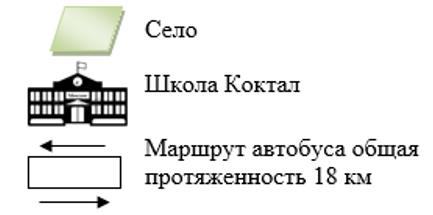 Село
Школа Коктал
Маршрут автобуса общая
протяженность 18 км